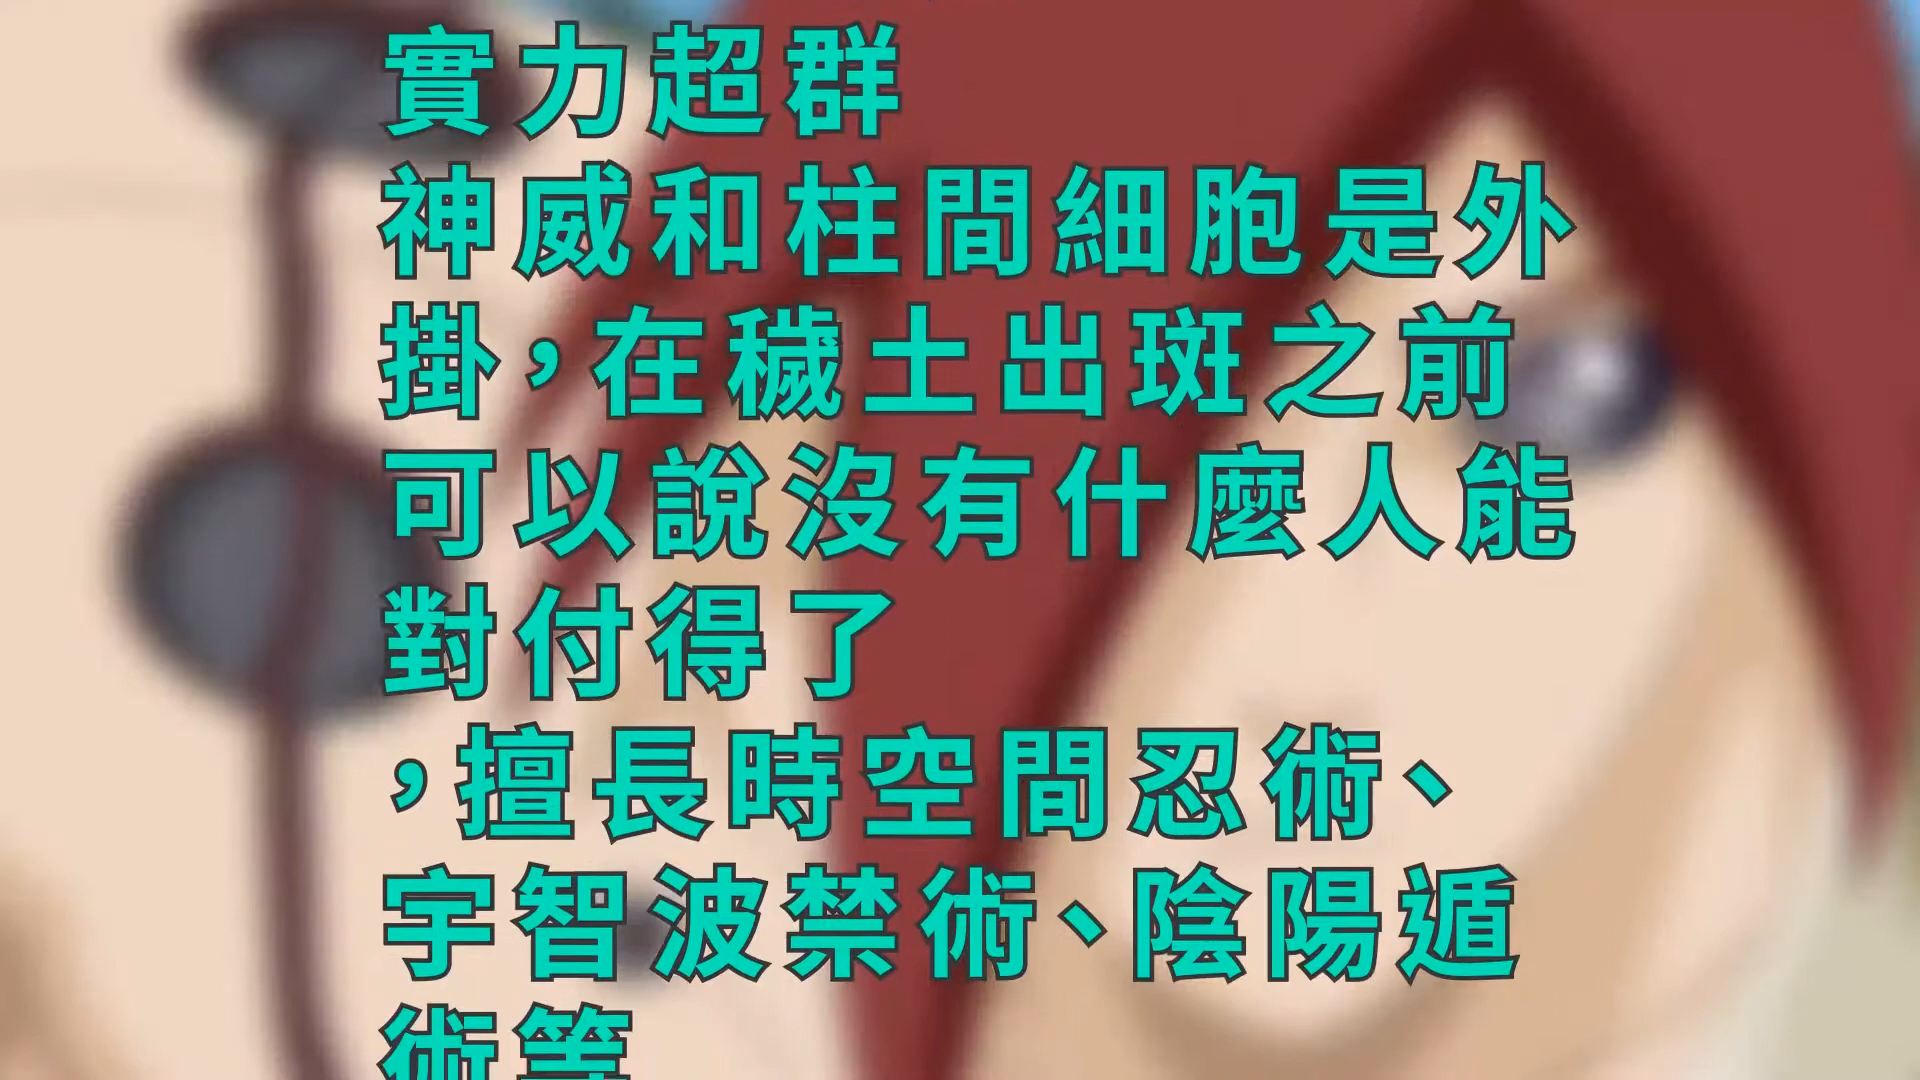 實力超群
神威和柱間細胞是外
掛，在穢土出斑之前
可以說沒有什麼人能
對付得了
，擅長時空間忍術、
宇智波禁術、陰陽遁
術等